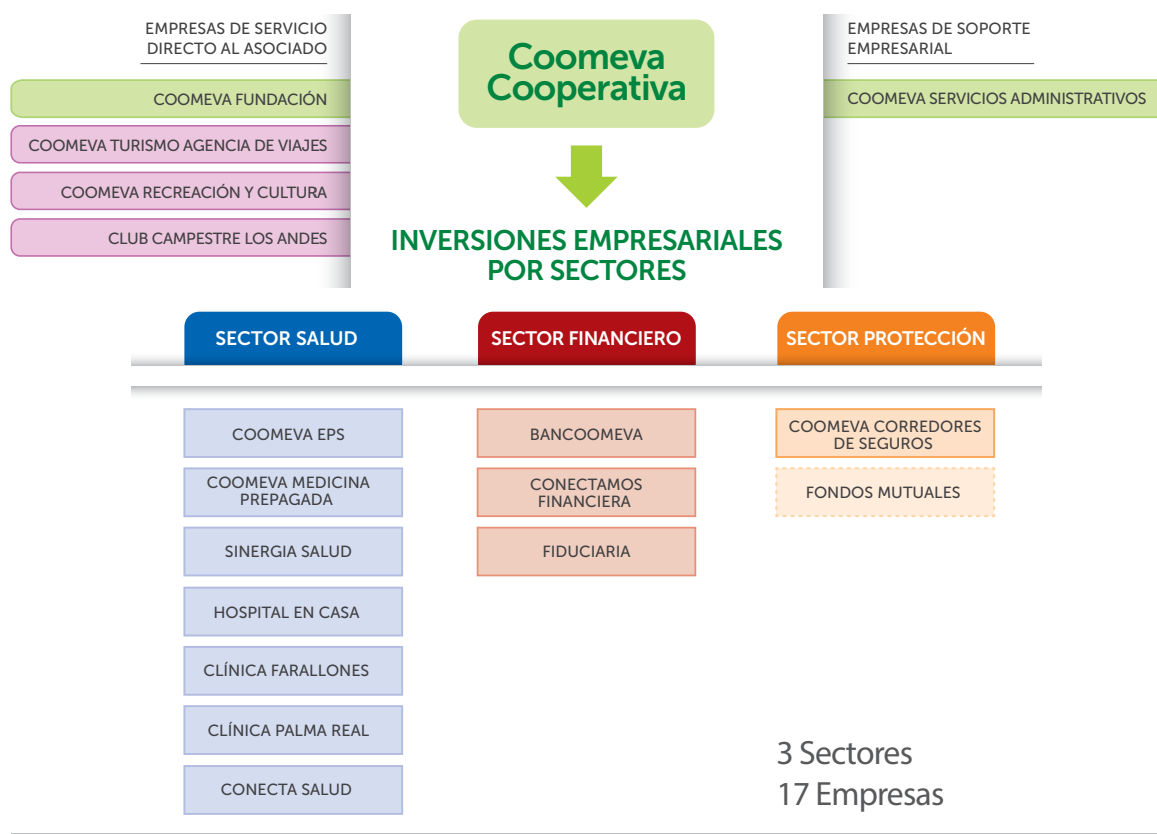 EMPRESAS DE SERVICIO
DIRECTO AL ASOCIADO
COOMEVA FUNDACIÓN
COOMEVA TURISMO AGENCIA DE VIAJES
COOMEVA RECREACIÓN Y CULTURA
CLUB CAMPESTRE LOS ANDES
Coomeva
Cooperativa
INVERSIONES EMPRESARIALES
POR SECTORES
EMPRESAS DE SOPORTE
EMPRESARIAL
COOMEVA SERVICIOS ADMINISTRATIVOS
SECTOR SALUD
COOMEVA EPS
COOMEVA MEDICINA
PREPAGADA
SINERGIA SALUD
HOSPITAL EN CASA
CLÍNICA FARALLONES
CLÍNICA PALMA REAL
CONECTA SALUD
SECTOR FINANCIERO
BANCOOMEVA
CONECTAMOS
FINANCIERA
FIDUCIARIA
SECTOR PROTECCIÓN
COOMEVA CORREDORES
DE SEGUROS
FONDOS MUTUALES
3 Sectores
17 Empresas